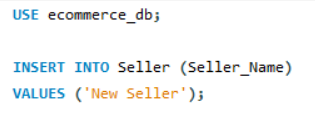 USE ecommerce_db;
INSERT INTO Seller (Seller_Name)
VALUES ('New Seller');